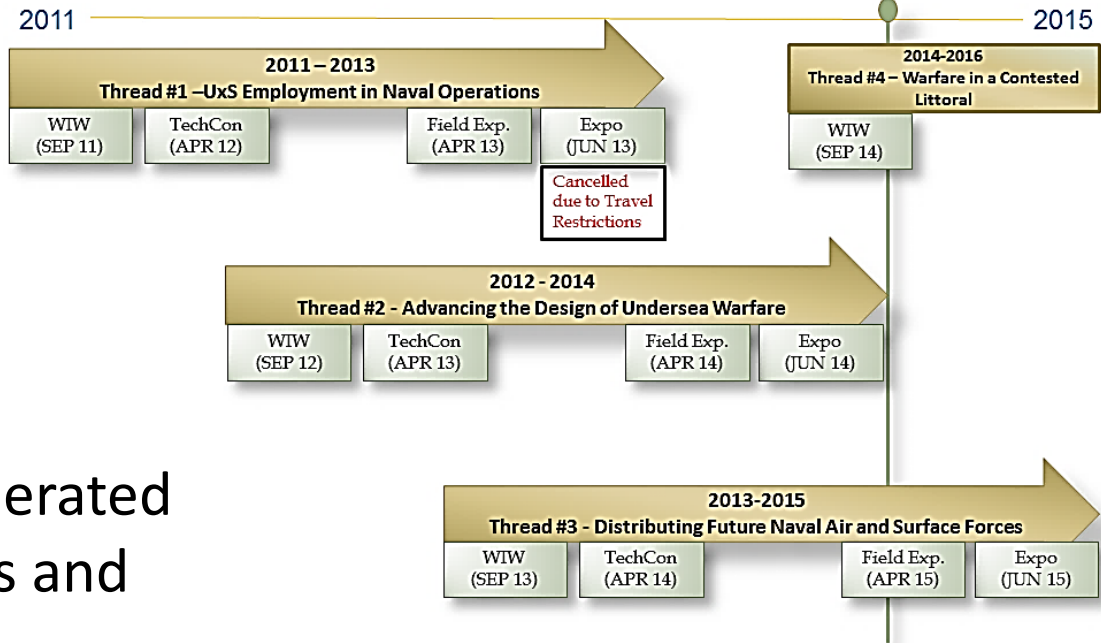 2011
2015
2011 – 2013
Thread #1 –UxS Employment in Naval Operations
WIW
(SEP 11)
TechCon
(APR 12)
Field Exp.
(APR 13)
Expo
(JUN 13)
Cancelled
due to Travel
Restrictions
2014-2016
Thread #4 – Warfare in a Contested
Littoral
WIW
(SEP 14)
2012 - 2014
Thread #2 - Advancing the Design of Undersea Warfare
WIW
(SEP 12)
TechCon
(APR 13)
Field Exp.
(APR 14)
Expo
(JUN 14)
erated
s and
2013-2015
Thread #3 - Distributing Future Naval Air and Surface Forces
WIW
(SEP 13)
TechCon
(APR 14)
Field Exp.
(APR 15)
Expo
(JUN 15)